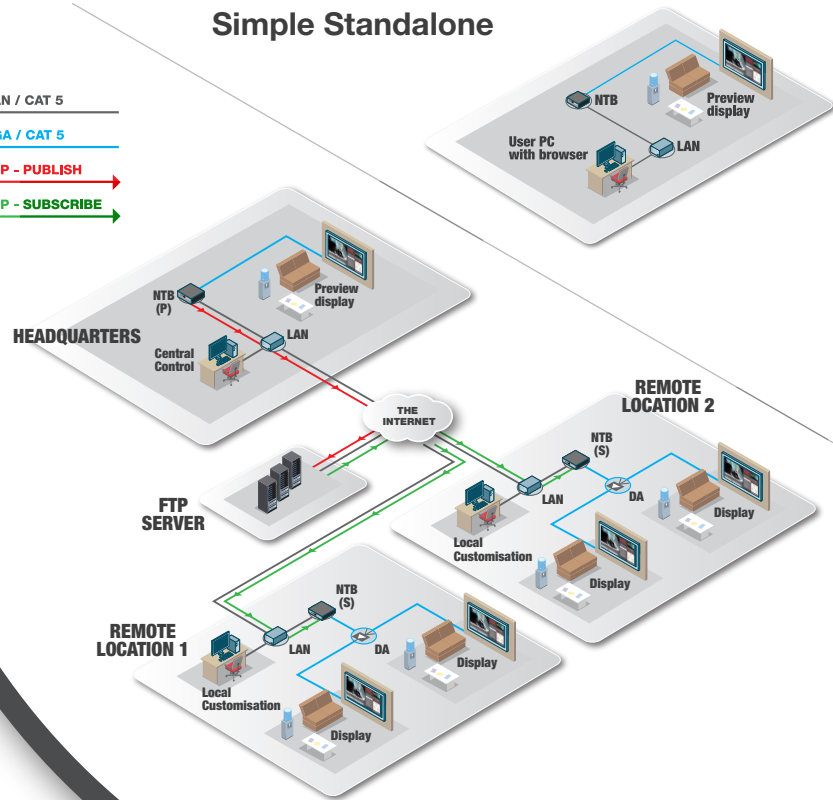 Simple Standalone
N / CAT 5
A / CAT 5
P - PUBLISH
P - SUBSCRIBE
NTB
Preview
display
User PC
with browser
LAN
HEADQUARTERS
NTB
(P)
Preview
display
LAN
Central
Control
THE
INTERNET
FTP
SERVER
REMOTE
LOCATION 2
NTB
(S)
LAN
DA
Display
Local
Customisation
Display
REMOTE
LOCATION 1
NTB
(S)
LAN
DA
Display
Local
Customisation
Display